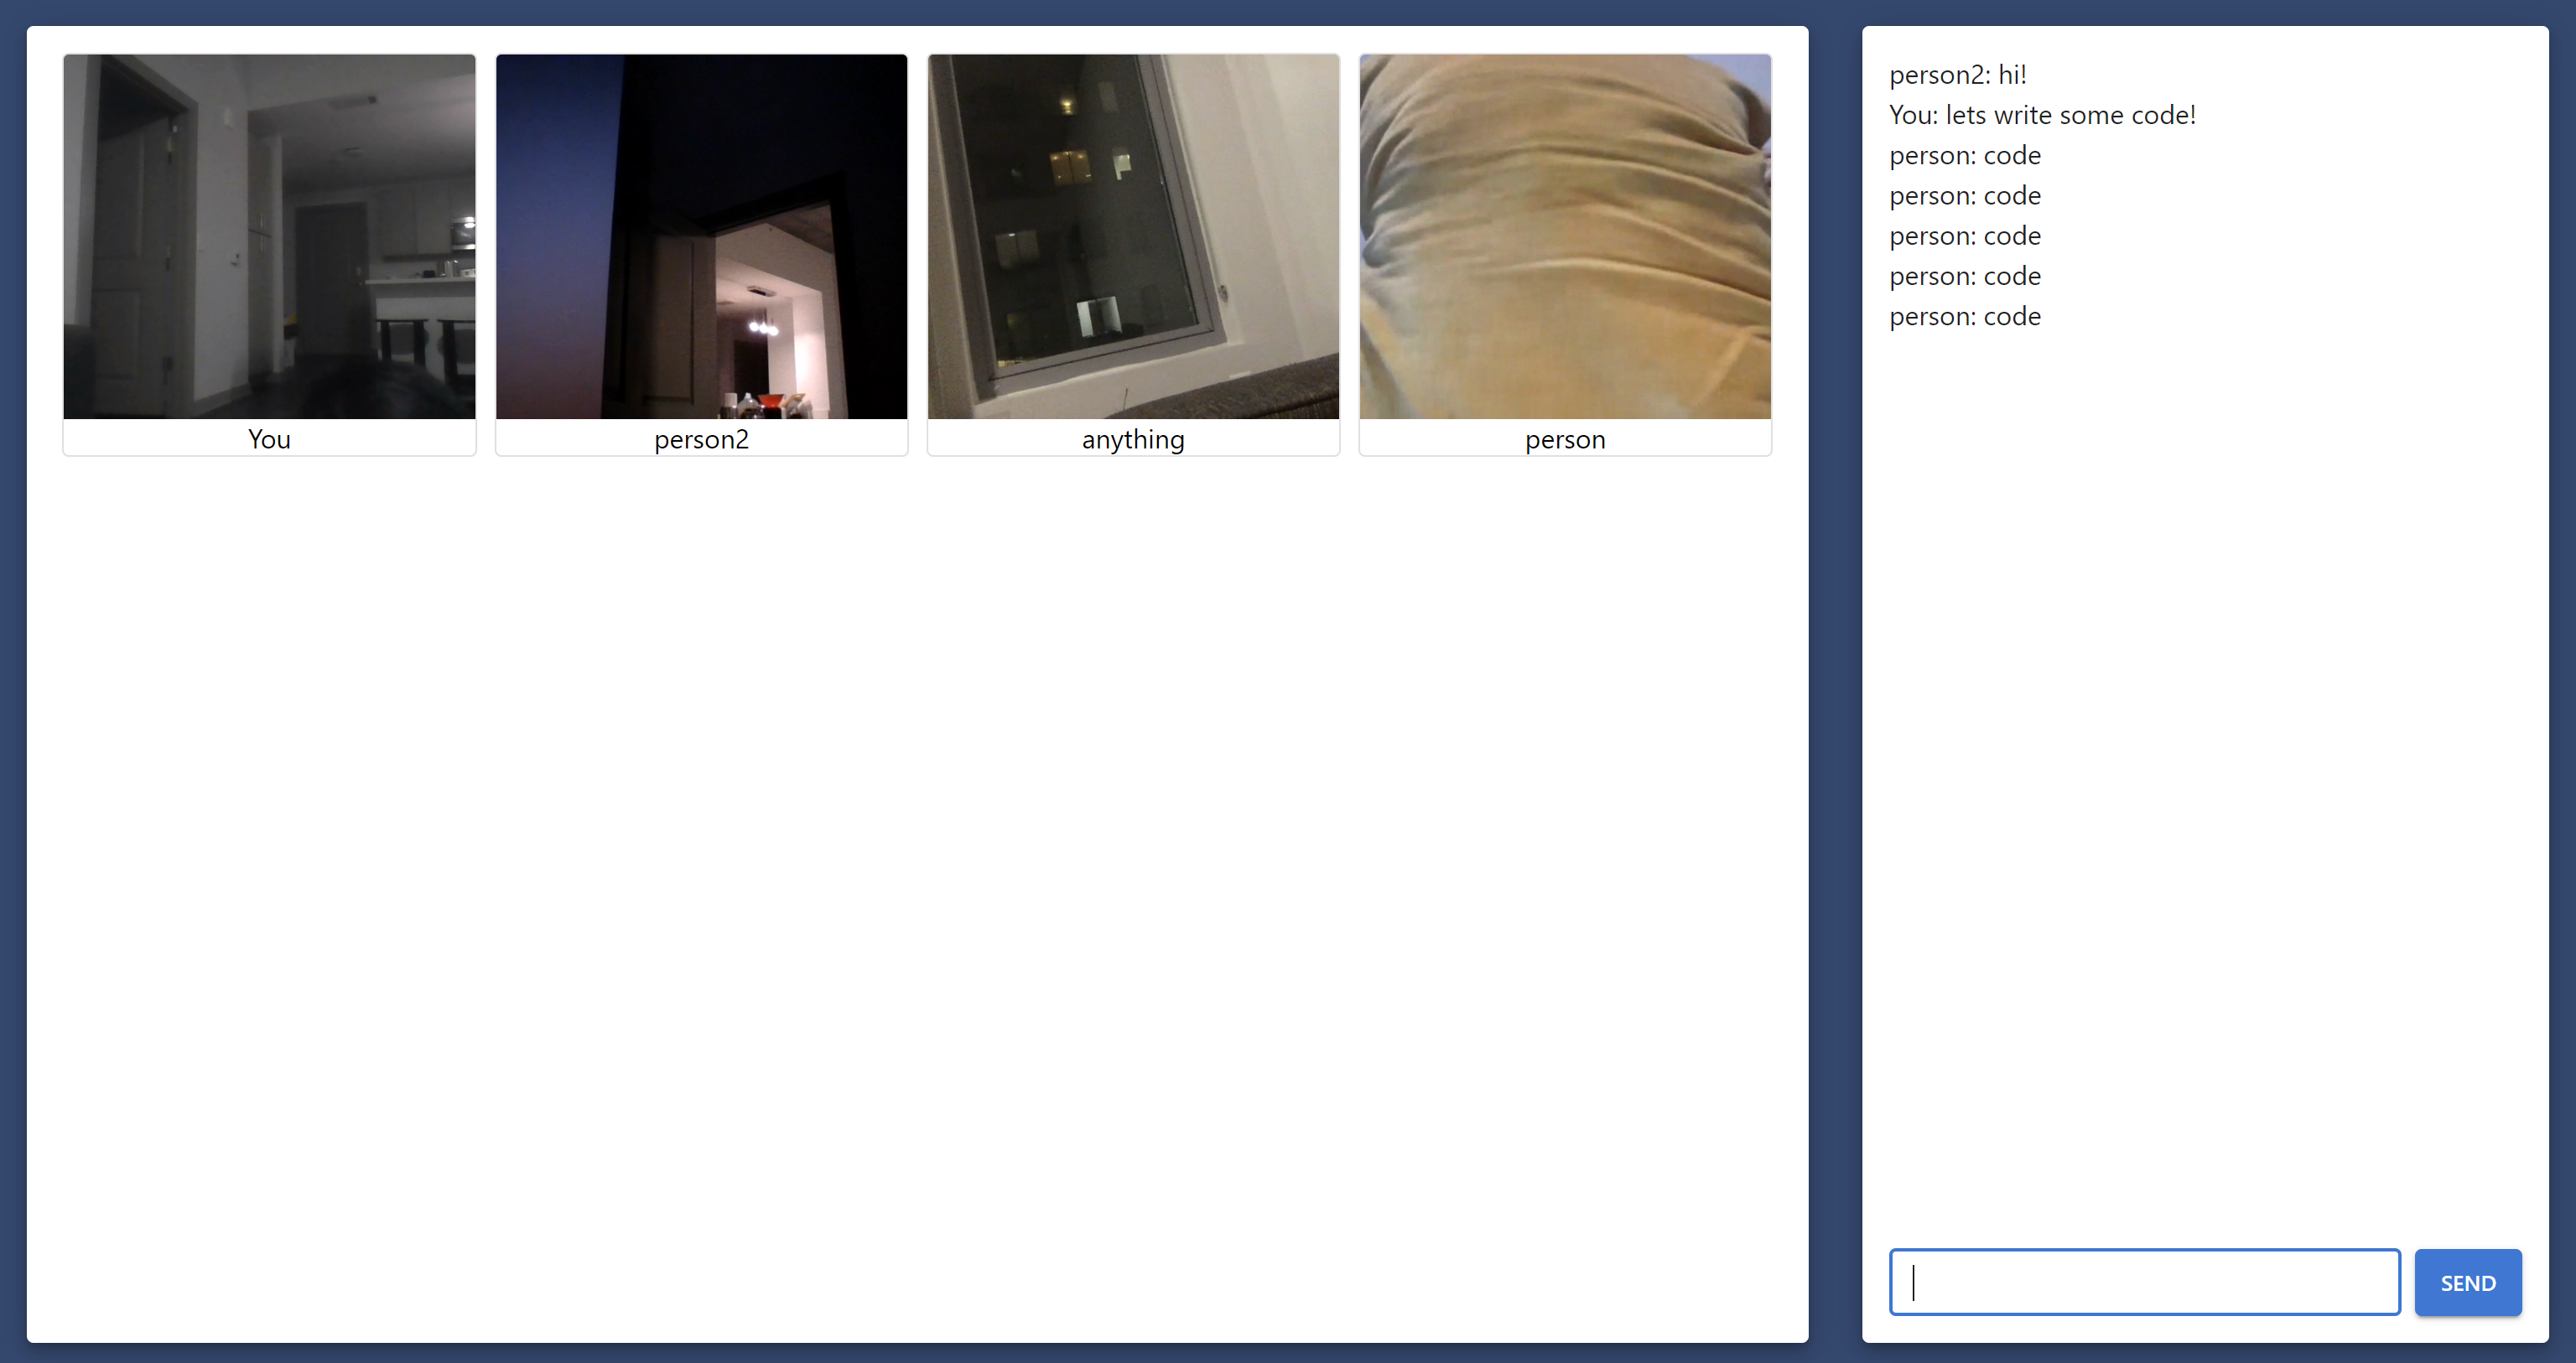 You
person2
anything
person
person2: hi!
You: lets write some code!
person: code
person: code
person: code
person: code
person: code
SEND